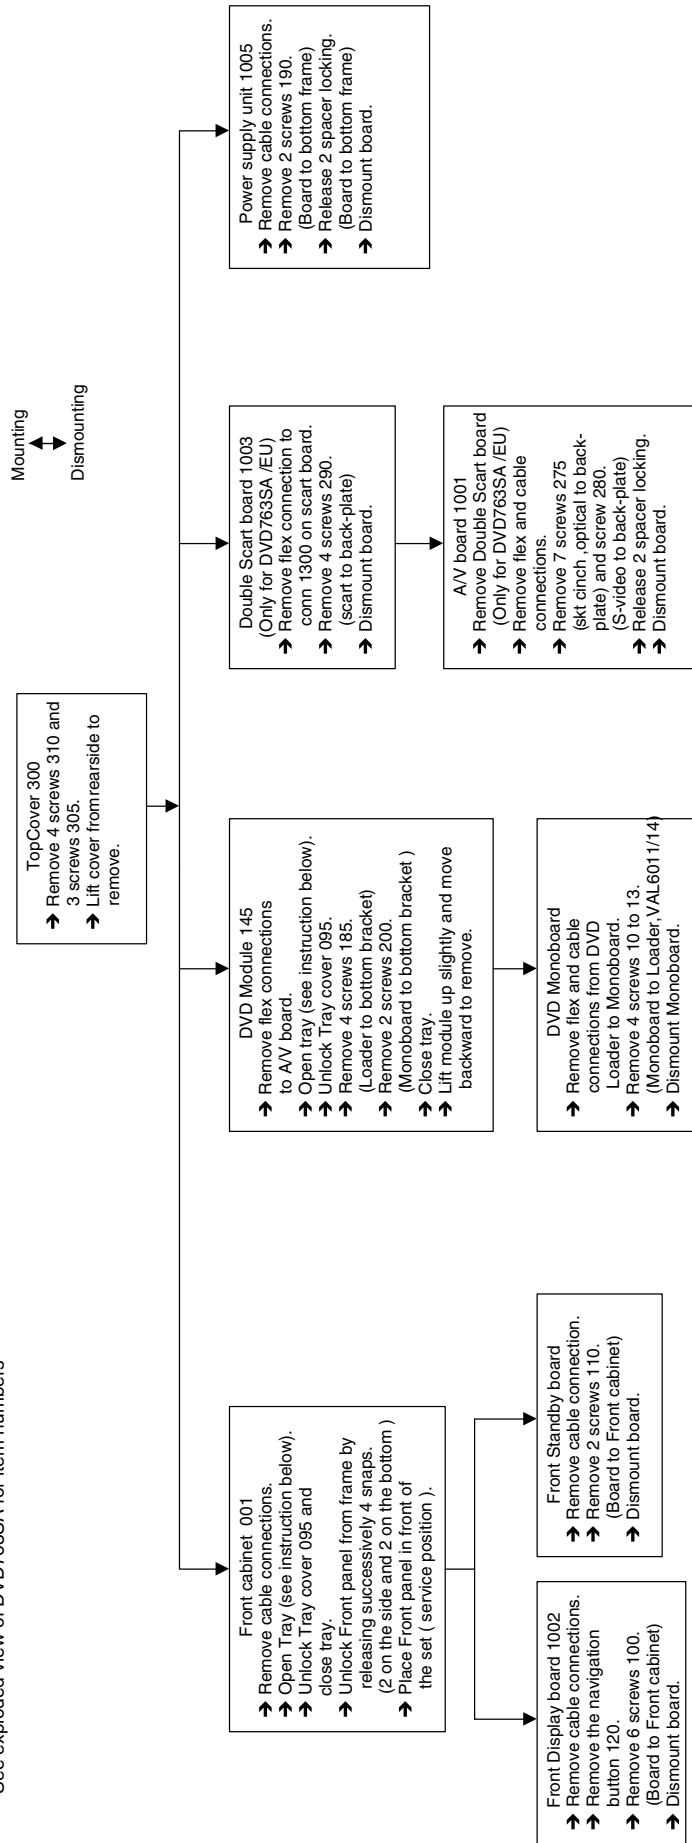 See exploded view of DVD763SA for item numbers
Mounting
Dismounting
TopCover 300
➔ Remove 4 screws 310 and
3 screws 305.
➔ Lift cover fromrearside to
remove.
Front cabinet 001
➔ Remove cable connections.
➔ Open Tray (see instruction below).
➔ Unlock Tray cover 095 and
close tray.
➔ Unlock Front panel from frame by
releasing successively 4 snaps.
(2 on the side and 2 on the bottom )
➔ Place Front panel in front of
the set ( service position ).
DVD Module 145
➔ Remove flex connections
to A/V board.
➔ Open tray (see instruction below).
➔ Unlock Tray cover 095.
➔ Remove 4 screws 185.
(Loader to bottom bracket)
➔ Remove 2 screws 200.
(Monoboard to bottom bracket )
➔ Close tray.
➔ Lift module up slightly and move
backward to remove.
Double Scart board 1003
(Only for DVD763SA /EU)
➔ Remove flex connection to
conn 1300 on scart board.
➔ Remove 4 screws 290.
(scart to back-plate)
➔ Dismount board.
Power supply unit 1005
➔ Remove cable connections.
➔ Remove 2 screws 190.
(Board to bottom frame)
➔ Release 2 spacer locking.
(Board to bottom frame)
➔ Dismount board.
Front Display board 1002
➔ Remove cable connections.
➔ Remove the navigation
button 120.
➔ Remove 6 screws 100.
(Board to Front cabinet)
➔ Dismount board.
Front Standby board
➔ Remove cable connection.
➔ Remove 2 screws 110.
(Board to Front cabinet)
➔ Dismount board.
DVD Monoboard
➔ Remove flex and cable
connections from DVD
Loader to Monoboard.
➔ Remove 4 screws 10 to 13.
(Monoboard to Loader,VAL6011/14)
➔ Dismount Monoboard.
A/V board 1001
➔ Remove Double Scart board
(Only for DVD763SA /EU)
➔ Remove flex and cable
connections.
➔ Remove 7 screws 275
(skt cinch ,optical to back-
plate) and screw 280.
(S-video to back-plate)
➔ Release 2 spacer locking.
➔ Dismount board.